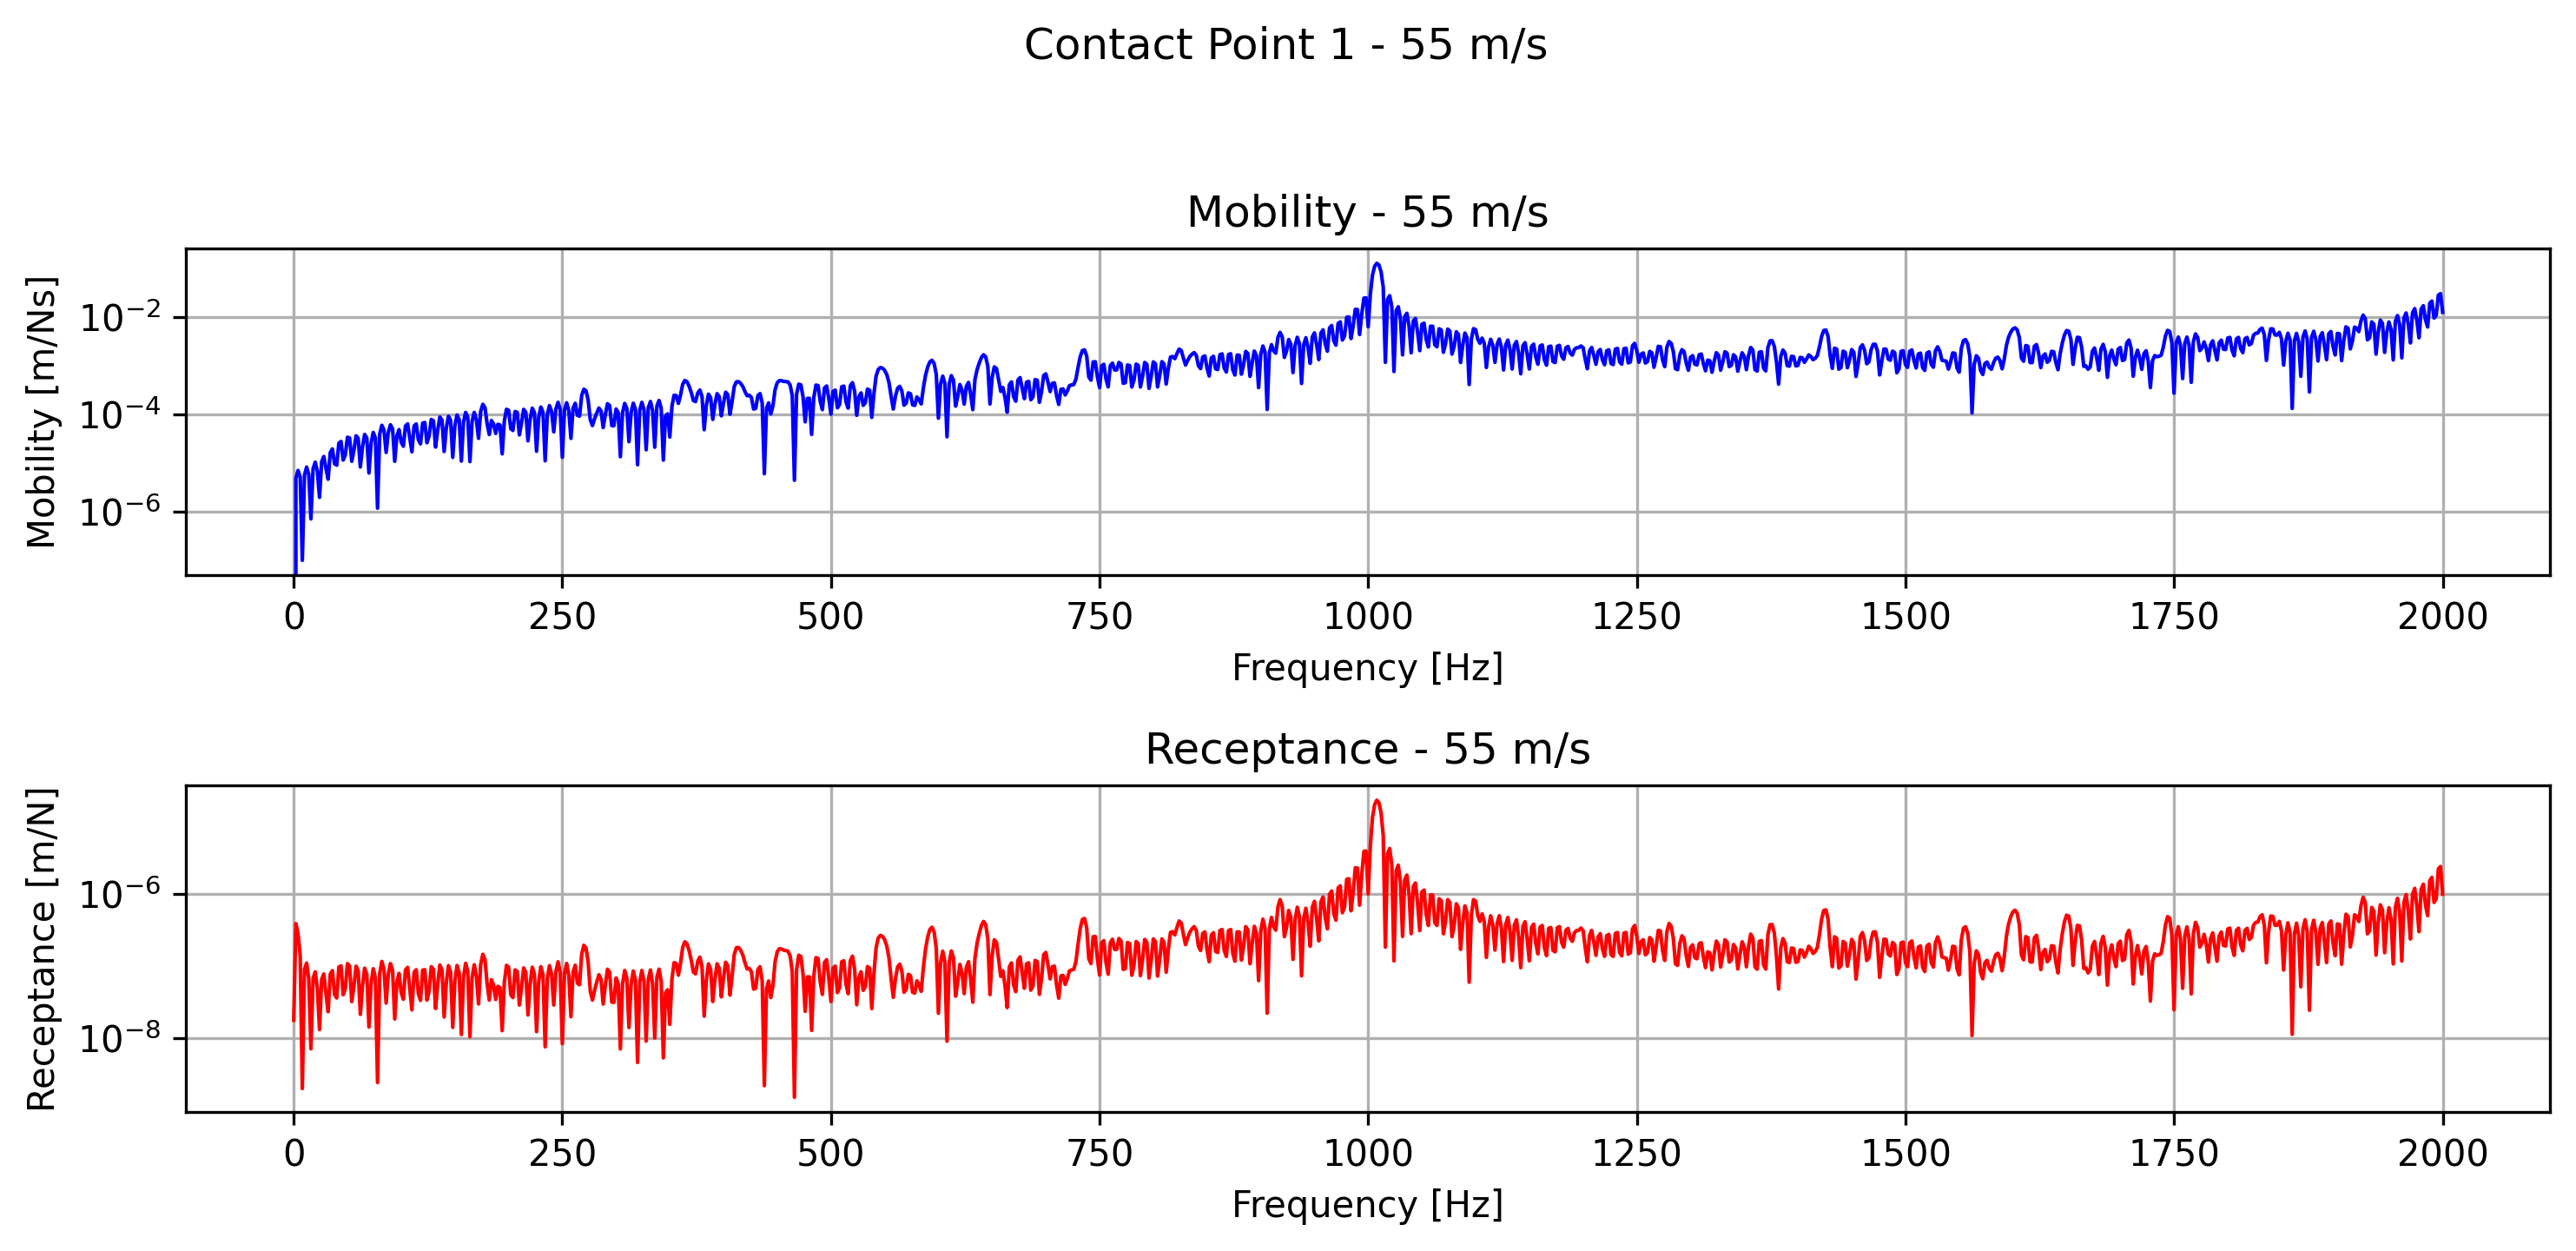 Contact Point 1 - 55 m/s
Mobility - 55 m/s
Mobility [m/Ns]
10⁻²
10⁻⁴
10⁻⁶
0 250 500 750 1000 1250 1500 1750 2000
Frequency [Hz]
Receptance - 55 m/s
Receptance [m/N]
10⁻⁶
10⁻⁸
0 250 500 750 1000 1250 1500 1750 2000
Frequency [Hz]